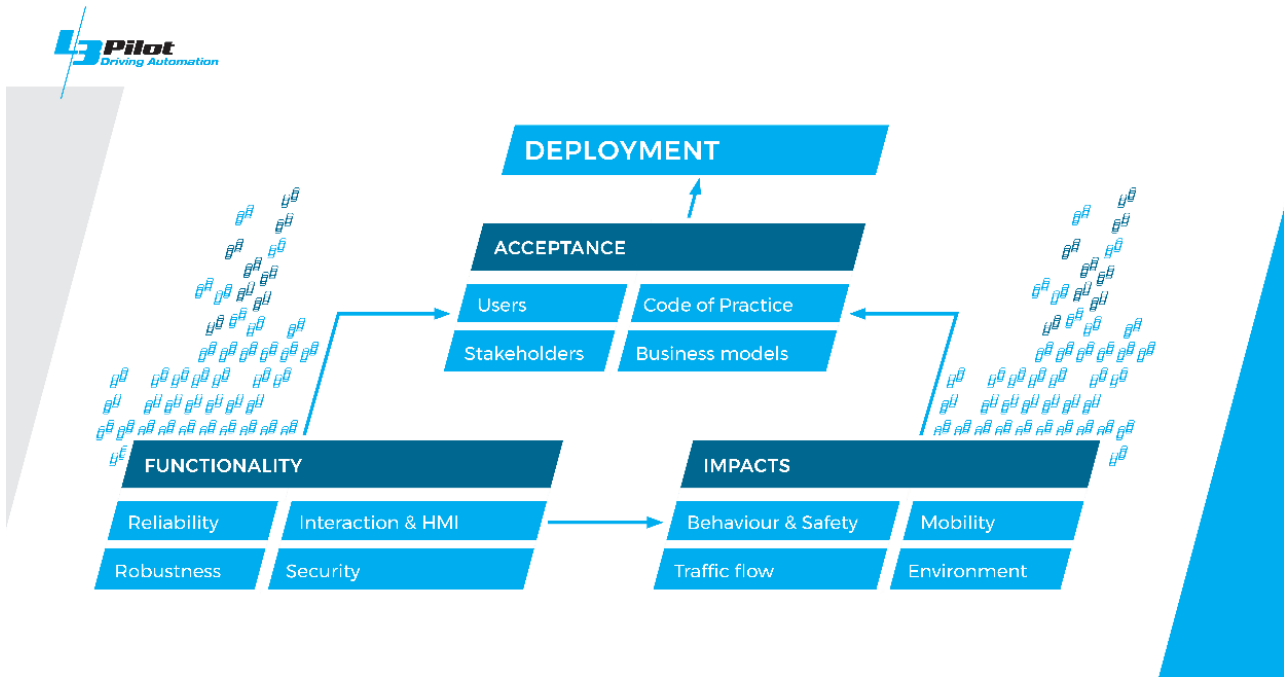 L3Pilot
Driving Automation
DEPLOYMENT
ACCEPTANCE
Users
Code of Practice
Stakeholders
Business models
FUNCTIONALITY
Reliability
Interaction & HMI
Robustness
Security
IMPACTS
Behaviour & Safety
Mobility
Traffic flow
Environment